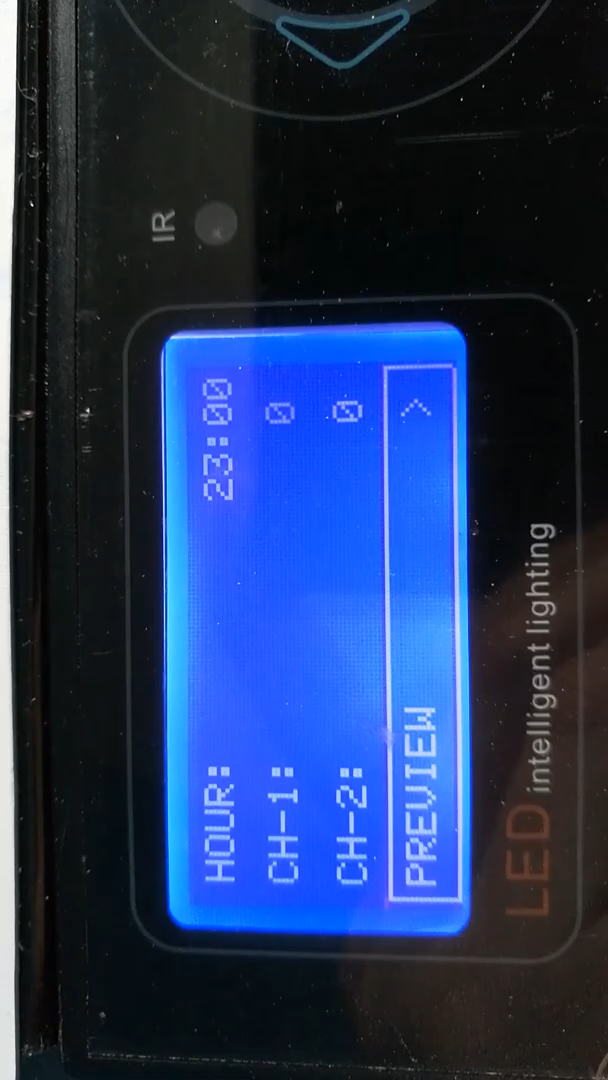 IR
HOUR: 23:00
CH-1: 0
CH-2: 0
PREVIEW >
LED intelligent lighting